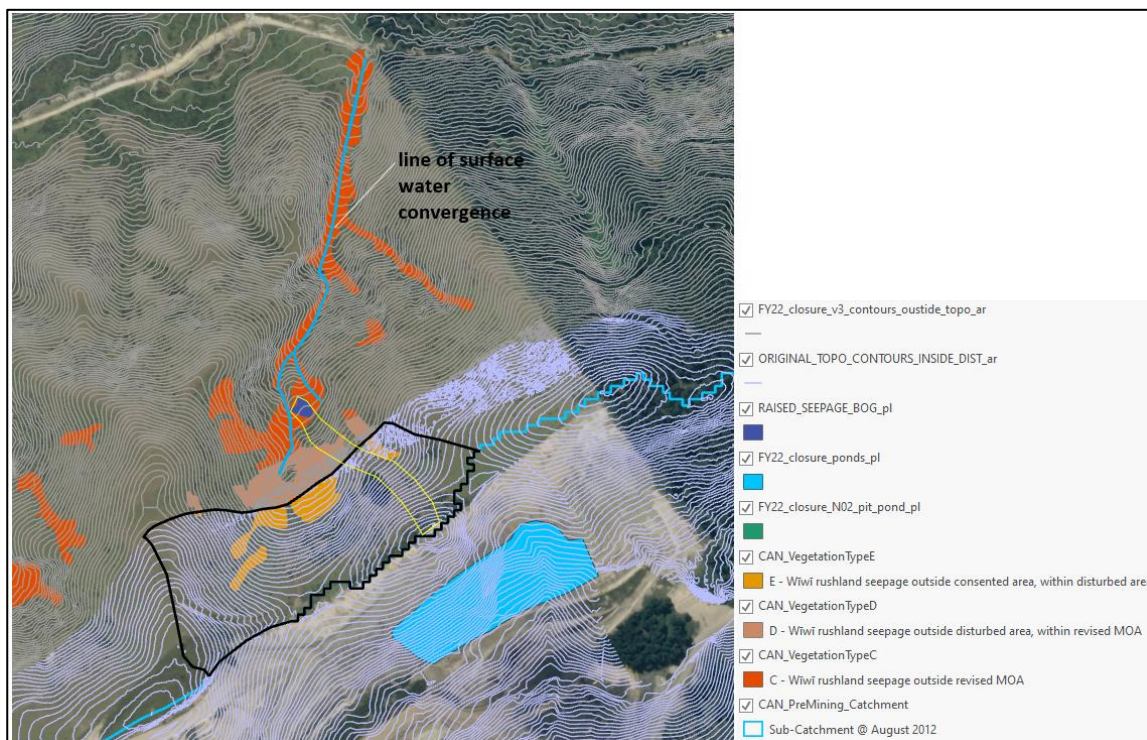 line of surface
water
convergence
FY22_closure_v3_contours_oustide_topo_ar
ORIGINAL_TOPO_CONTOURS_INSIDE_DIST_ar
RAISED_SEEPAGE_BOG_pl
FY22_closure_ponds_pl
FY22_closure_N02_pit_pond_pl
CAN_VegetationTypeE
E - Wīwī rushland seepage outside consented area, within disturbed are
CAN_VegetationTypeD
D - Wīwī rushland seepage outside disturbed area, within revised MOA
CAN_VegetationTypeC
C - Wīwī rushland seepage outside revised MOA
CAN_PreMining_Catchment
Sub-Catchment @ August 2012